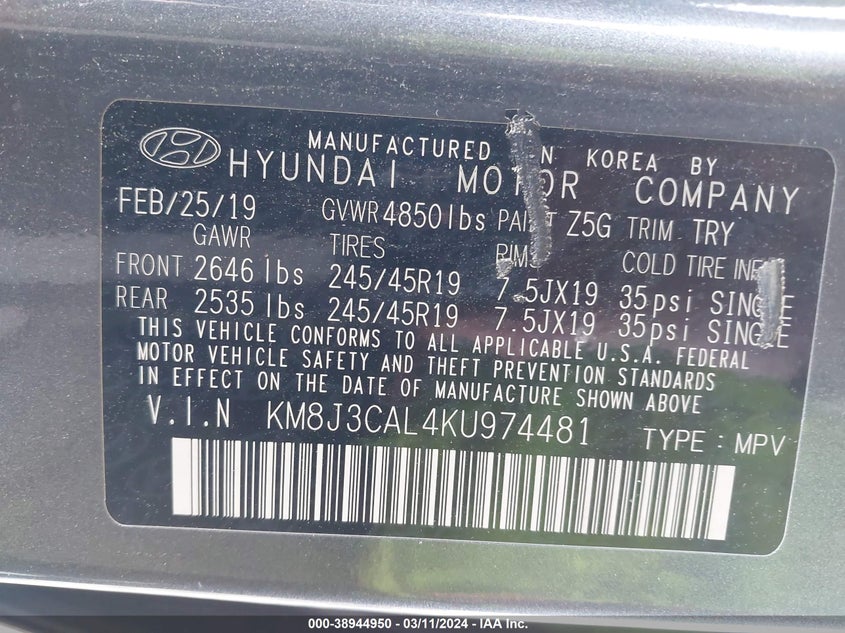 MANUFACTURED IN KOREA BY
HYUNDAI MOTOR COMPANY
FEB/25/19 GVWR 4850 lbs PAINT Z5G TRIM TRY
GAWR TIRES RIMS COLD TIRE INFL
FRONT 2646 lbs 245/45R19 7.5JX19 35psi SINGLE
REAR 2535 lbs 245/45R19 7.5JX19 35psi SINGLE
THIS VEHICLE CONFORMS TO ALL APPLICABLE U.S.A. FEDERAL
MOTOR VEHICLE SAFETY AND THEFT PREVENTION STANDARDS
IN EFFECT ON THE DATE OF MANUFACTURE SHOWN ABOVE
V.I.N KM8J3CAL4KU974481 TYPE : MPV
000-38944950 - 03/11/2024 - IAA Inc.